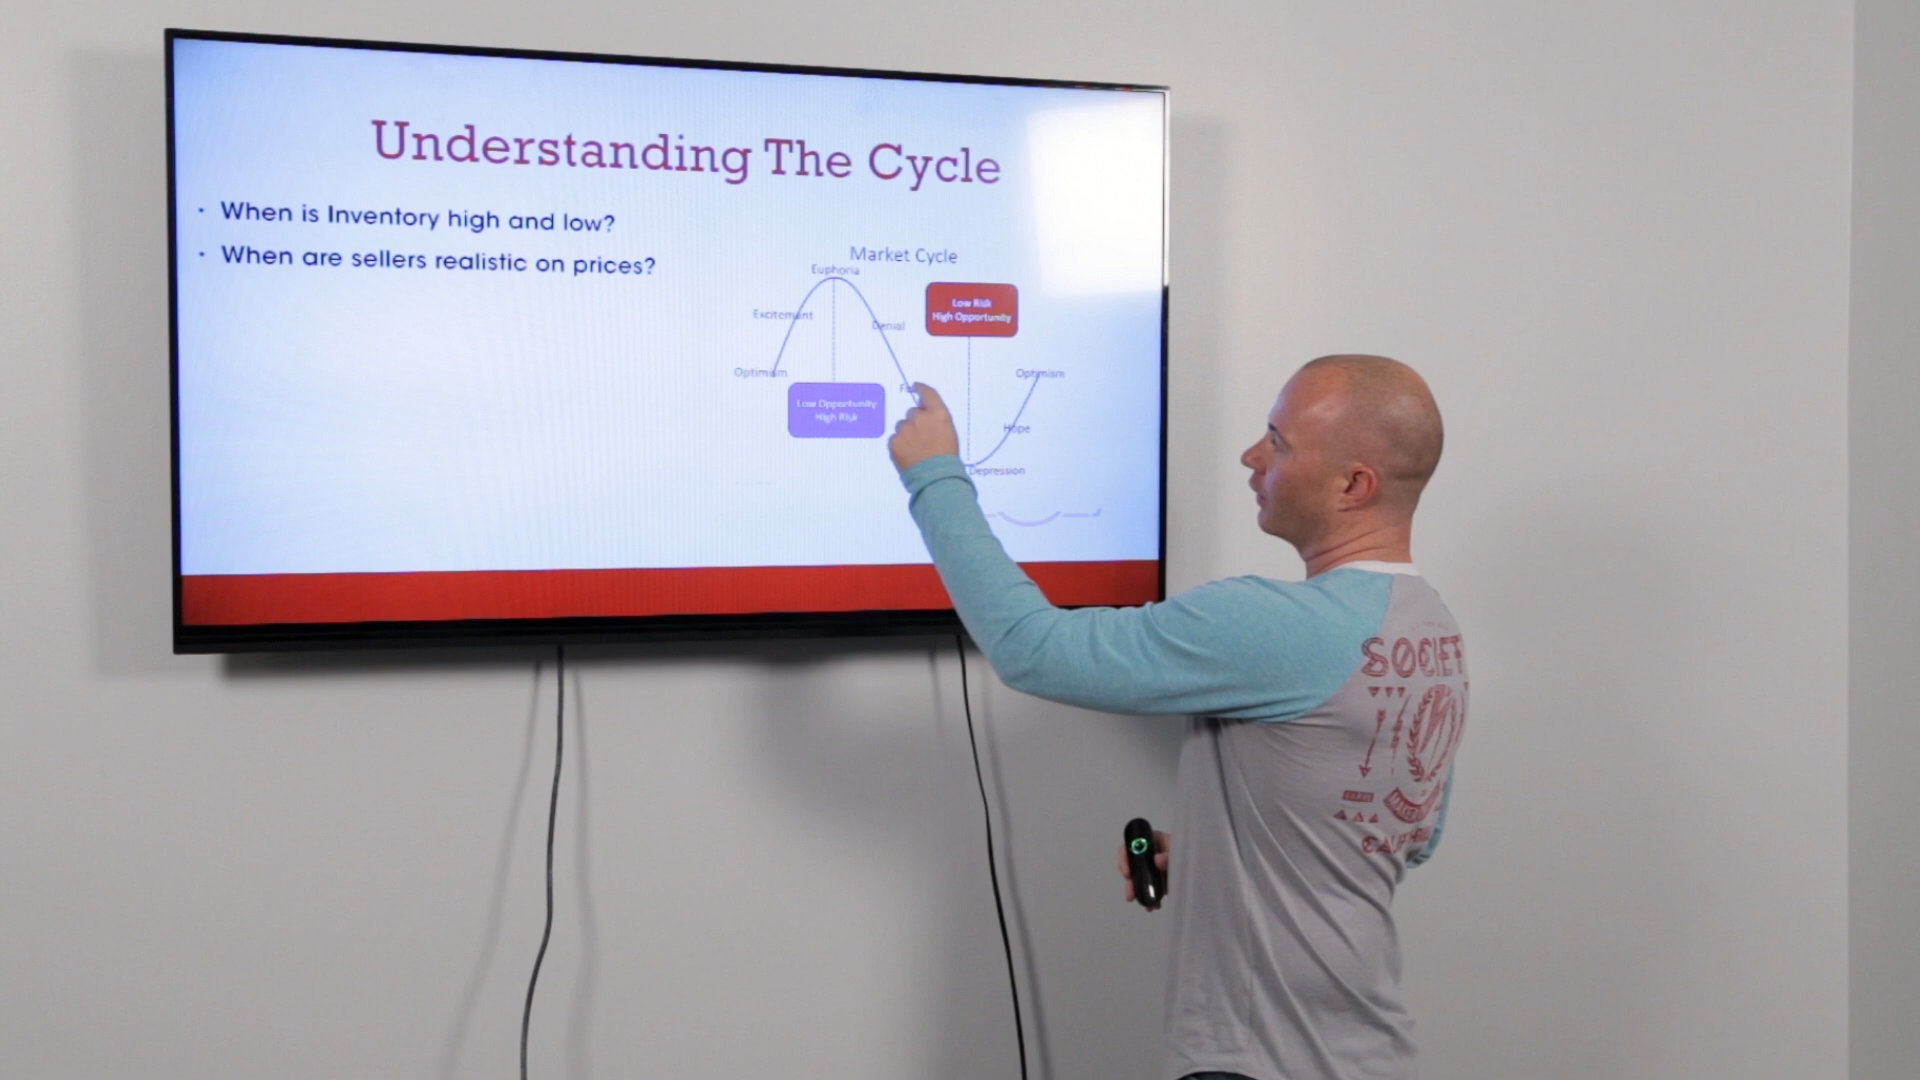 Understanding The Cycle
· When is Inventory high and low?
· When are sellers realistic on prices?
Market Cycle
Euphoria
Excitement
Denial
Low Risk
High Opportunity
Optimism
Optimism
Low Opportunity
High Risk
Hope
Depression
SOCIET